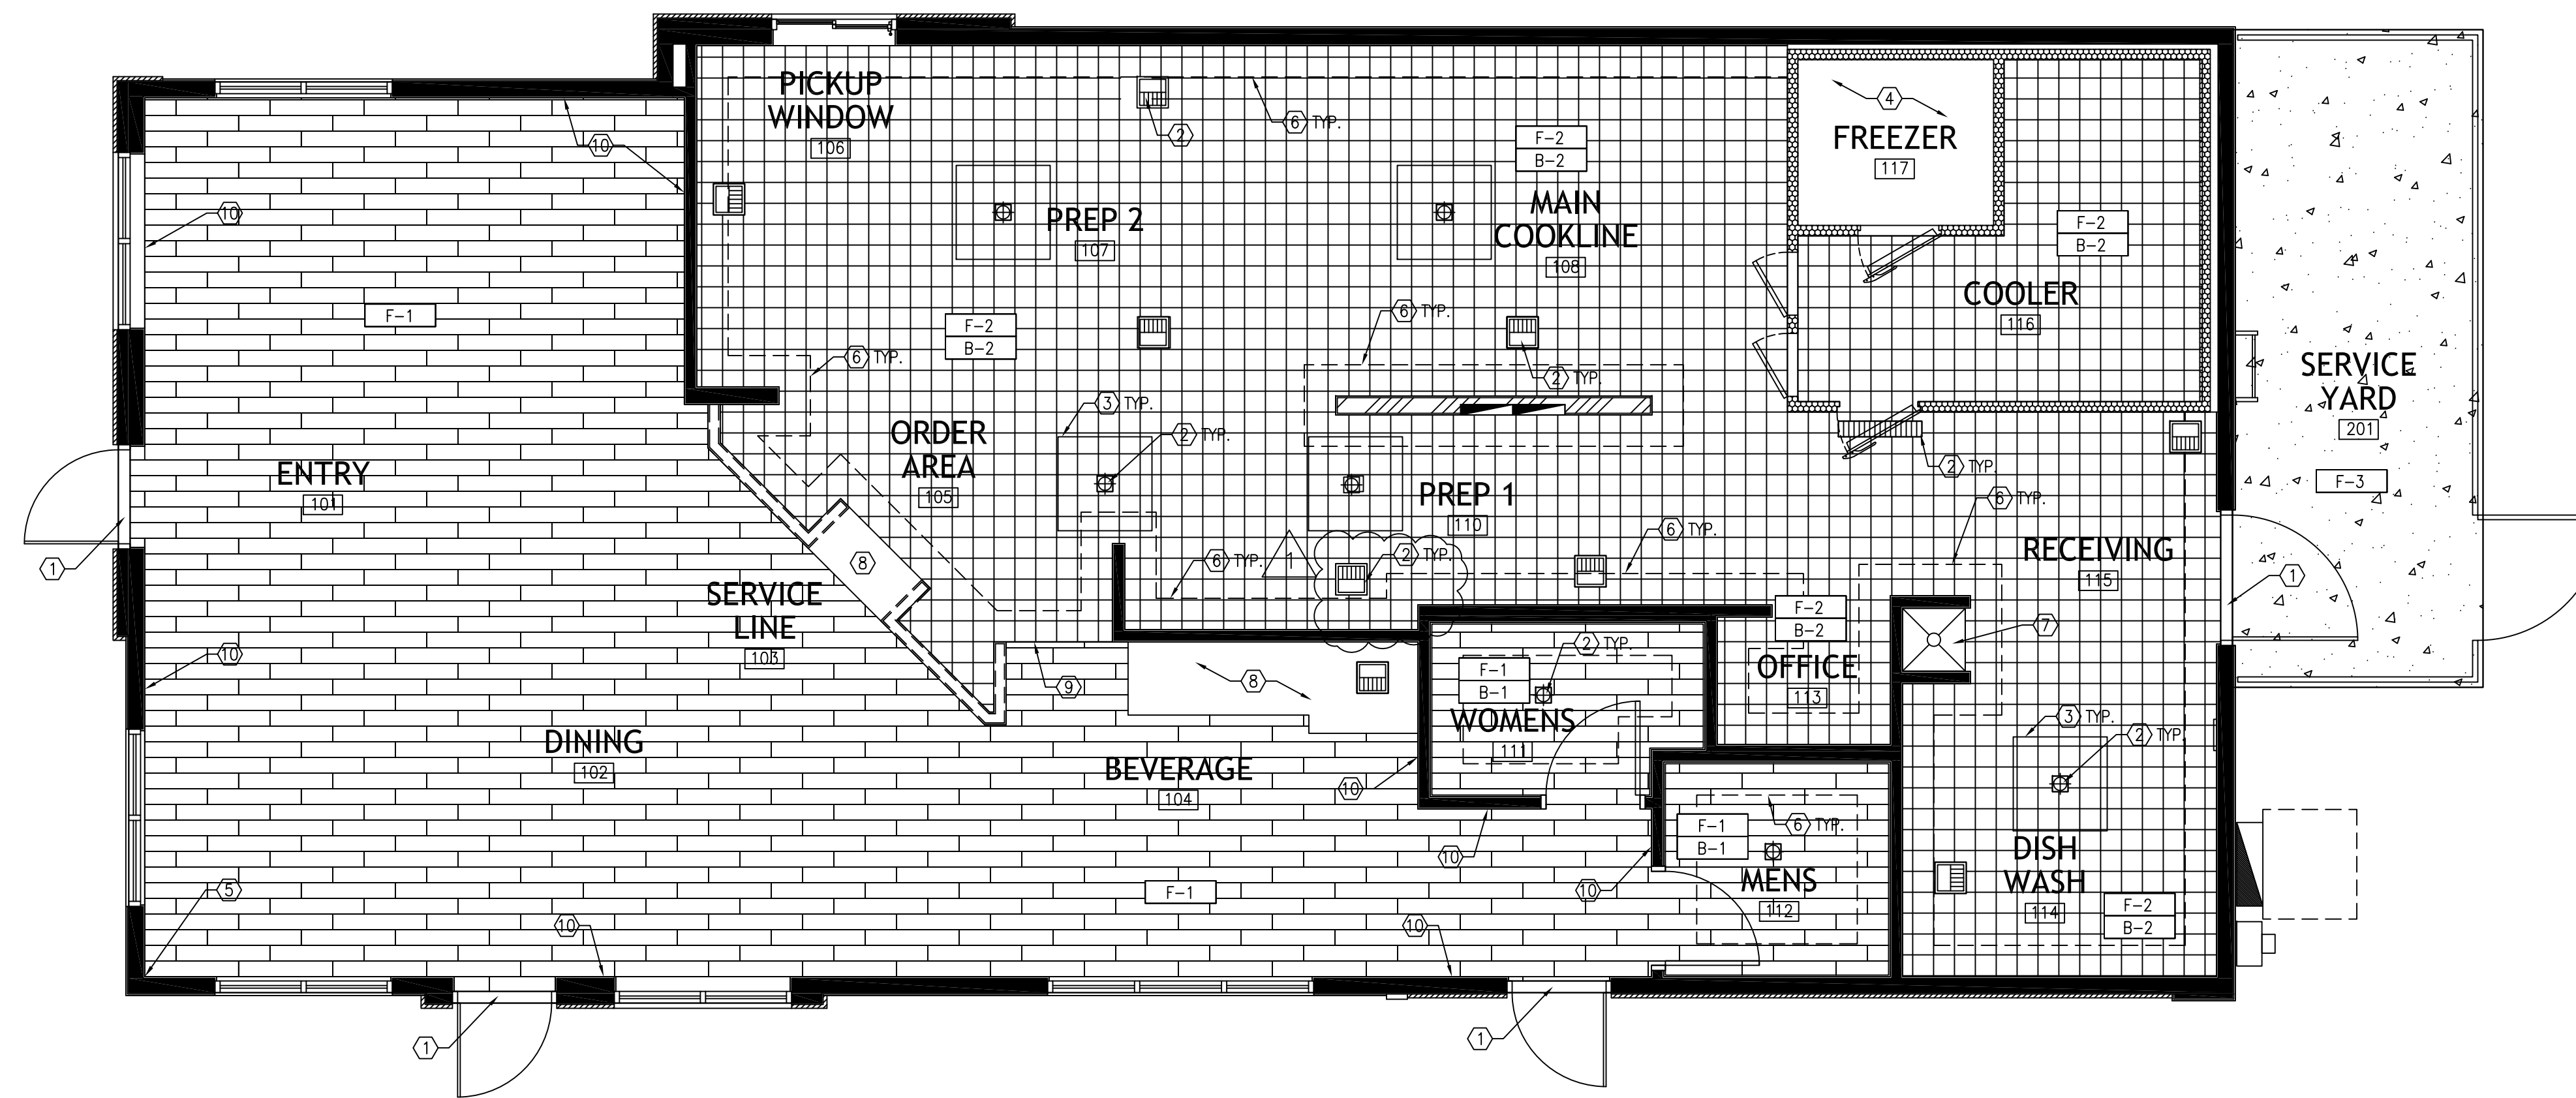 PICKUP
WINDOW
106
2
6 TYP.
F-2
B-2
4
FREEZER
117
10
10
PREP 2
107
MAIN
COOKLINE
108
F-2
B-2
COOLER
116
F-1
F-2
B-2
6 TYP.
6 TYP.
2 TYP.
SERVICE
YARD
201
F-3
3 TYP.
2 TYP.
ORDER
AREA
105
ENTRY
101
2 TYP.
6 TYP.
PREP 1
110
6 TYP.
RECEIVING
115
1
1
8
6 TYP.
1
2 TYP.
SERVICE
LINE
103
F-2
B-2
7
10
9
8
2 TYP.
F-1
B-1
WOMENS
111
OFFICE
113
3 TYP.
2 TYP.
DINING
102
BEVERAGE
104
10
6 TYP.
F-1
B-1
10
DISH
WASH
114
F-2
B-2
5
F-1
10
MENS
112
10
10
1
1